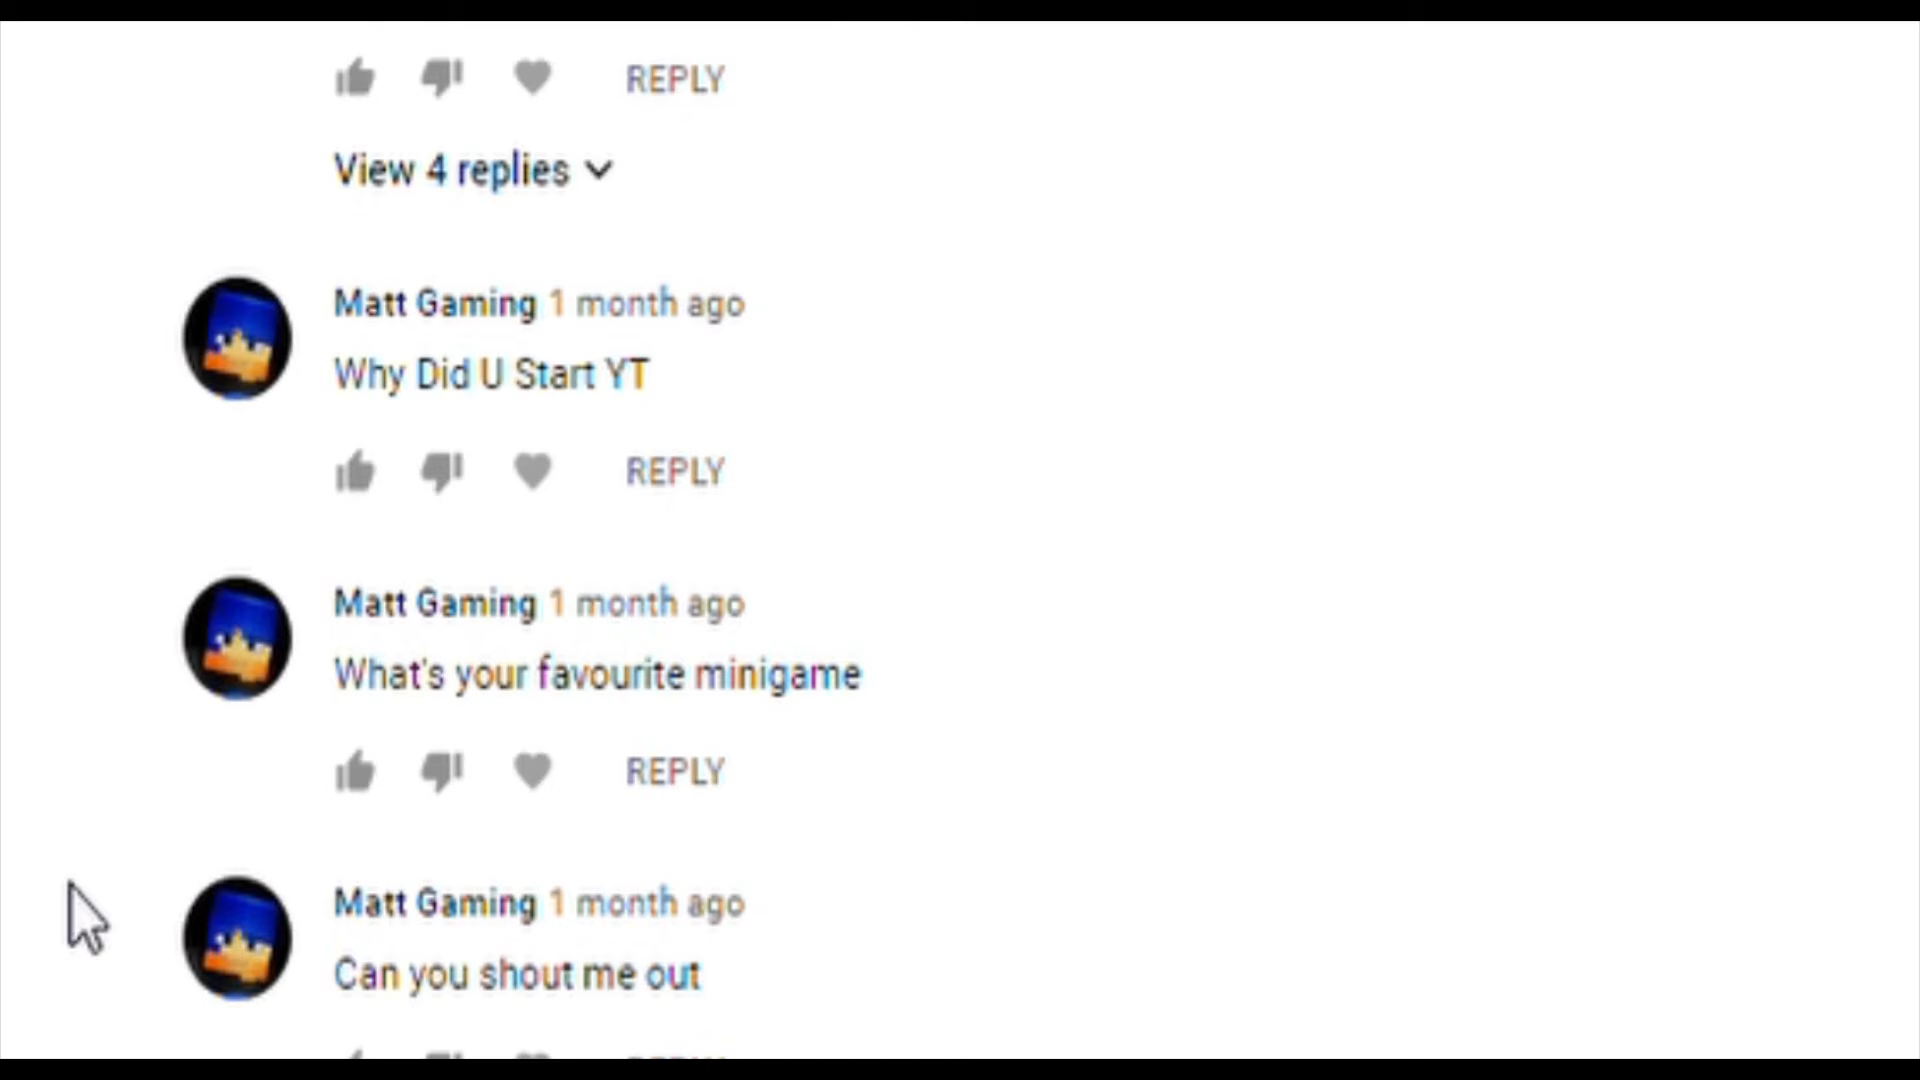 REPLY
View 4 replies
Matt Gaming 1 month ago
Why Did U Start YT
REPLY
Matt Gaming 1 month ago
What's your favourite minigame
REPLY
Matt Gaming 1 month ago
Can you shout me out